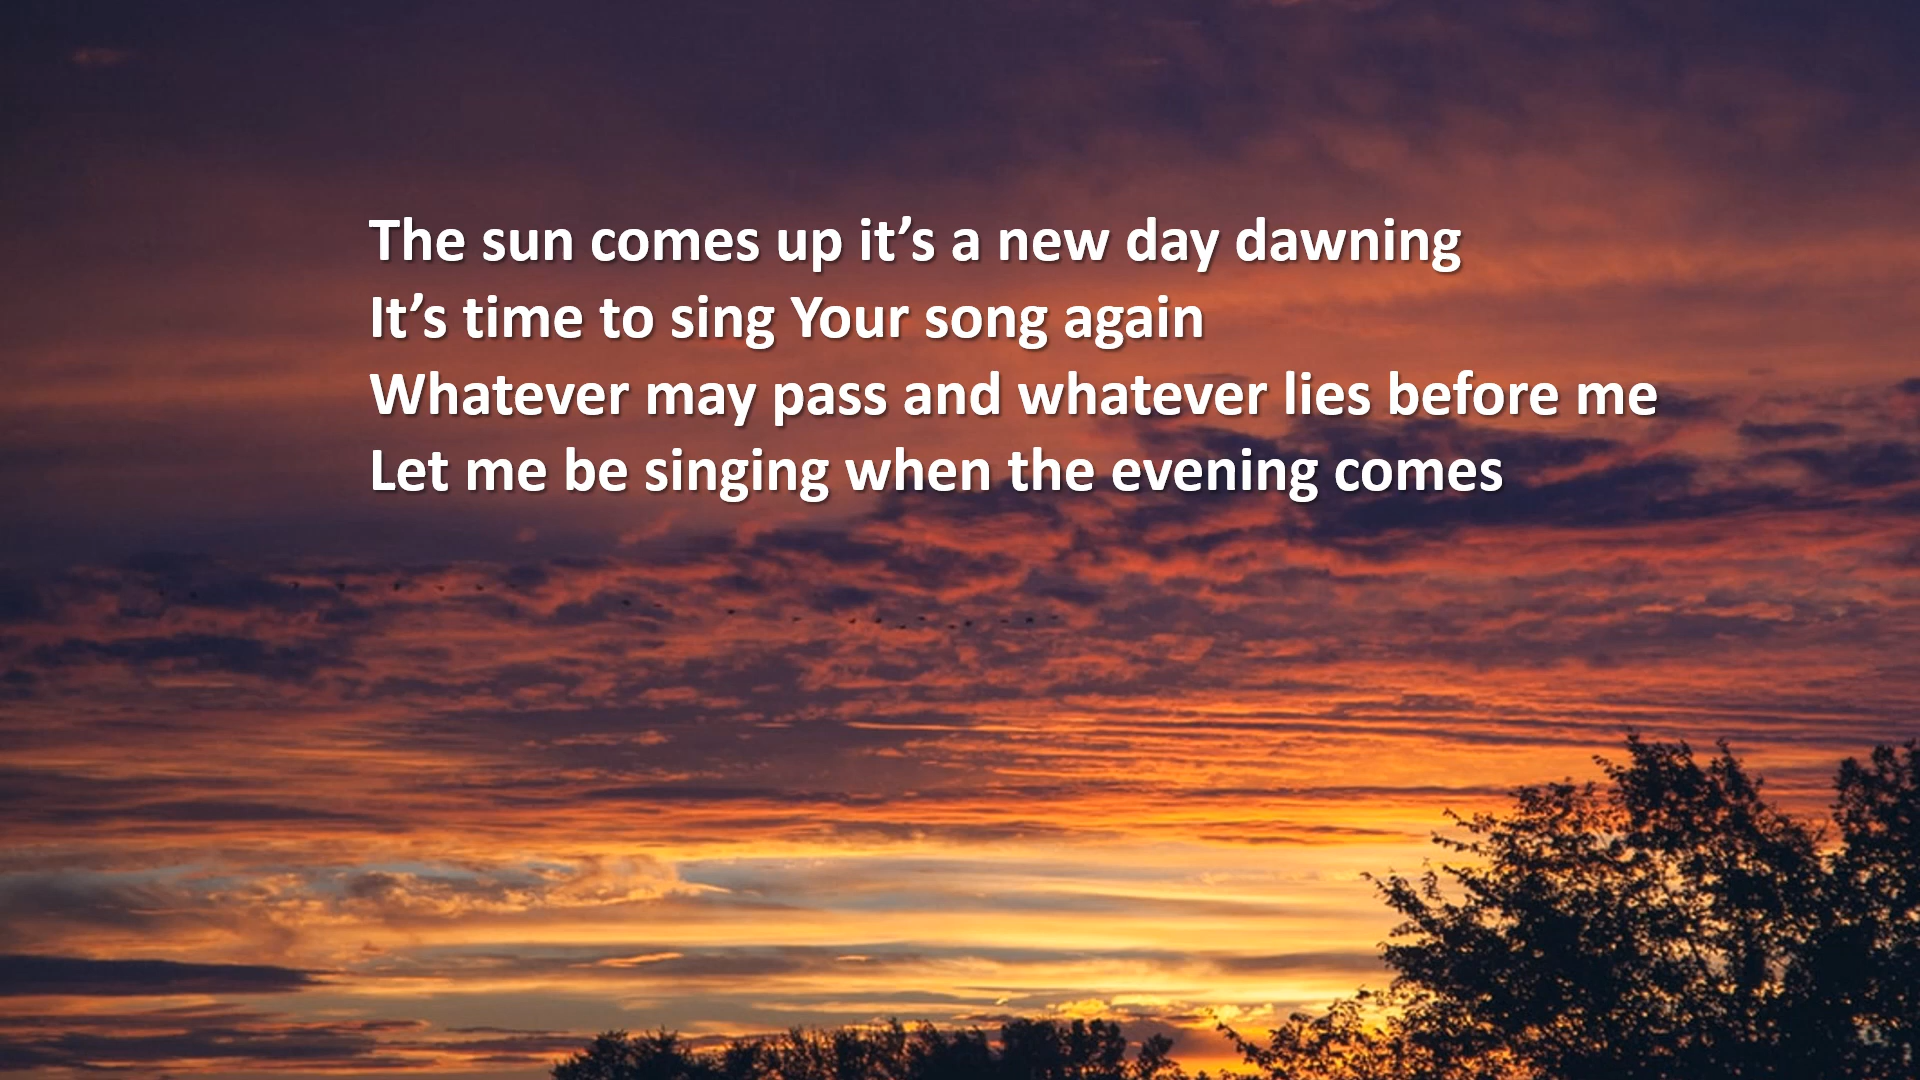 The sun comes up it’s a new day dawning
It’s time to sing Your song again
Whatever may pass and whatever lies before me
Let me be singing when the evening comes